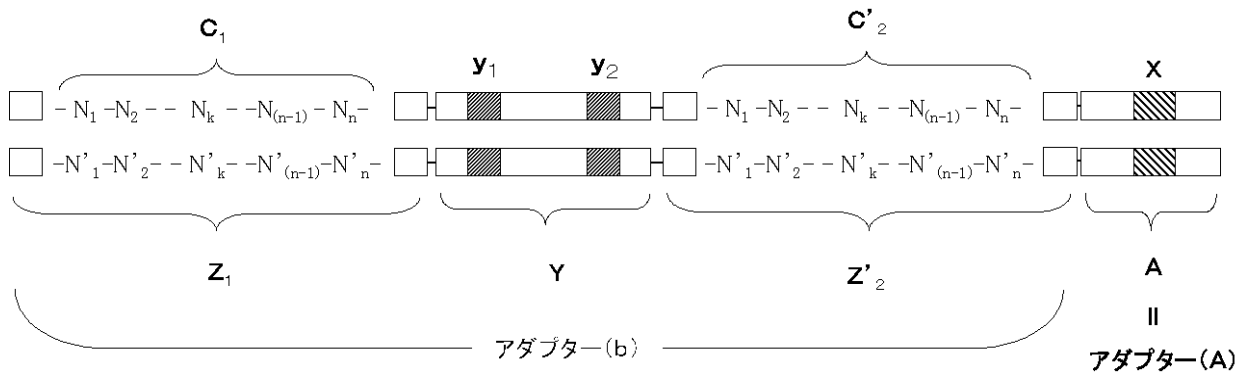 C₁ C'₂
y₁ y₂ X
–N₁–N₂– – Nₖ– –N₍ₙ₋₁₎– Nₙ– –N₁–N₂– – Nₖ– –N₍ₙ₋₁₎– Nₙ–
–N'₁–N'₂– –N'ₖ– –N'₍ₙ₋₁₎–N'ₙ– –N'₁–N'₂– –N'ₖ– –N'₍ₙ₋₁₎–N'ₙ–
Z₁ Y Z'₂ A
=
アダプター(b) アダプター(A)